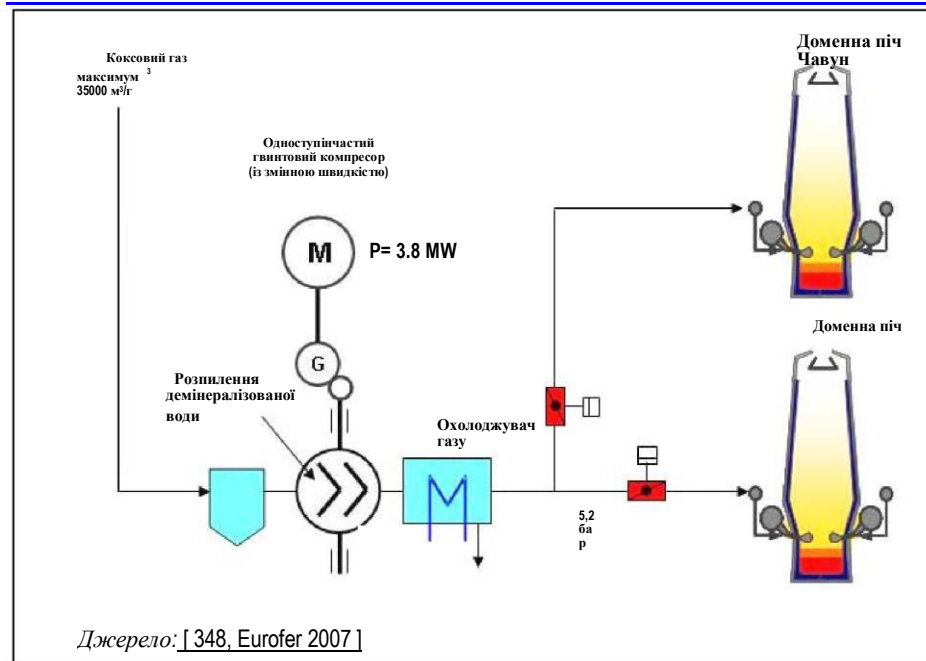 Коксовий газ
максимум 3
35000 м³/г
Доменна піч
Чавун
Одноступінчастий
гвинтовий компресор
(із змінною швидкістю)
M
P= 3.8 MW
Доменна піч
G
Розпилення
демінералізованої
води
Охолоджувач
газу
5,2
ба
р
Джерело: [ 348, Eurofer 2007 ]